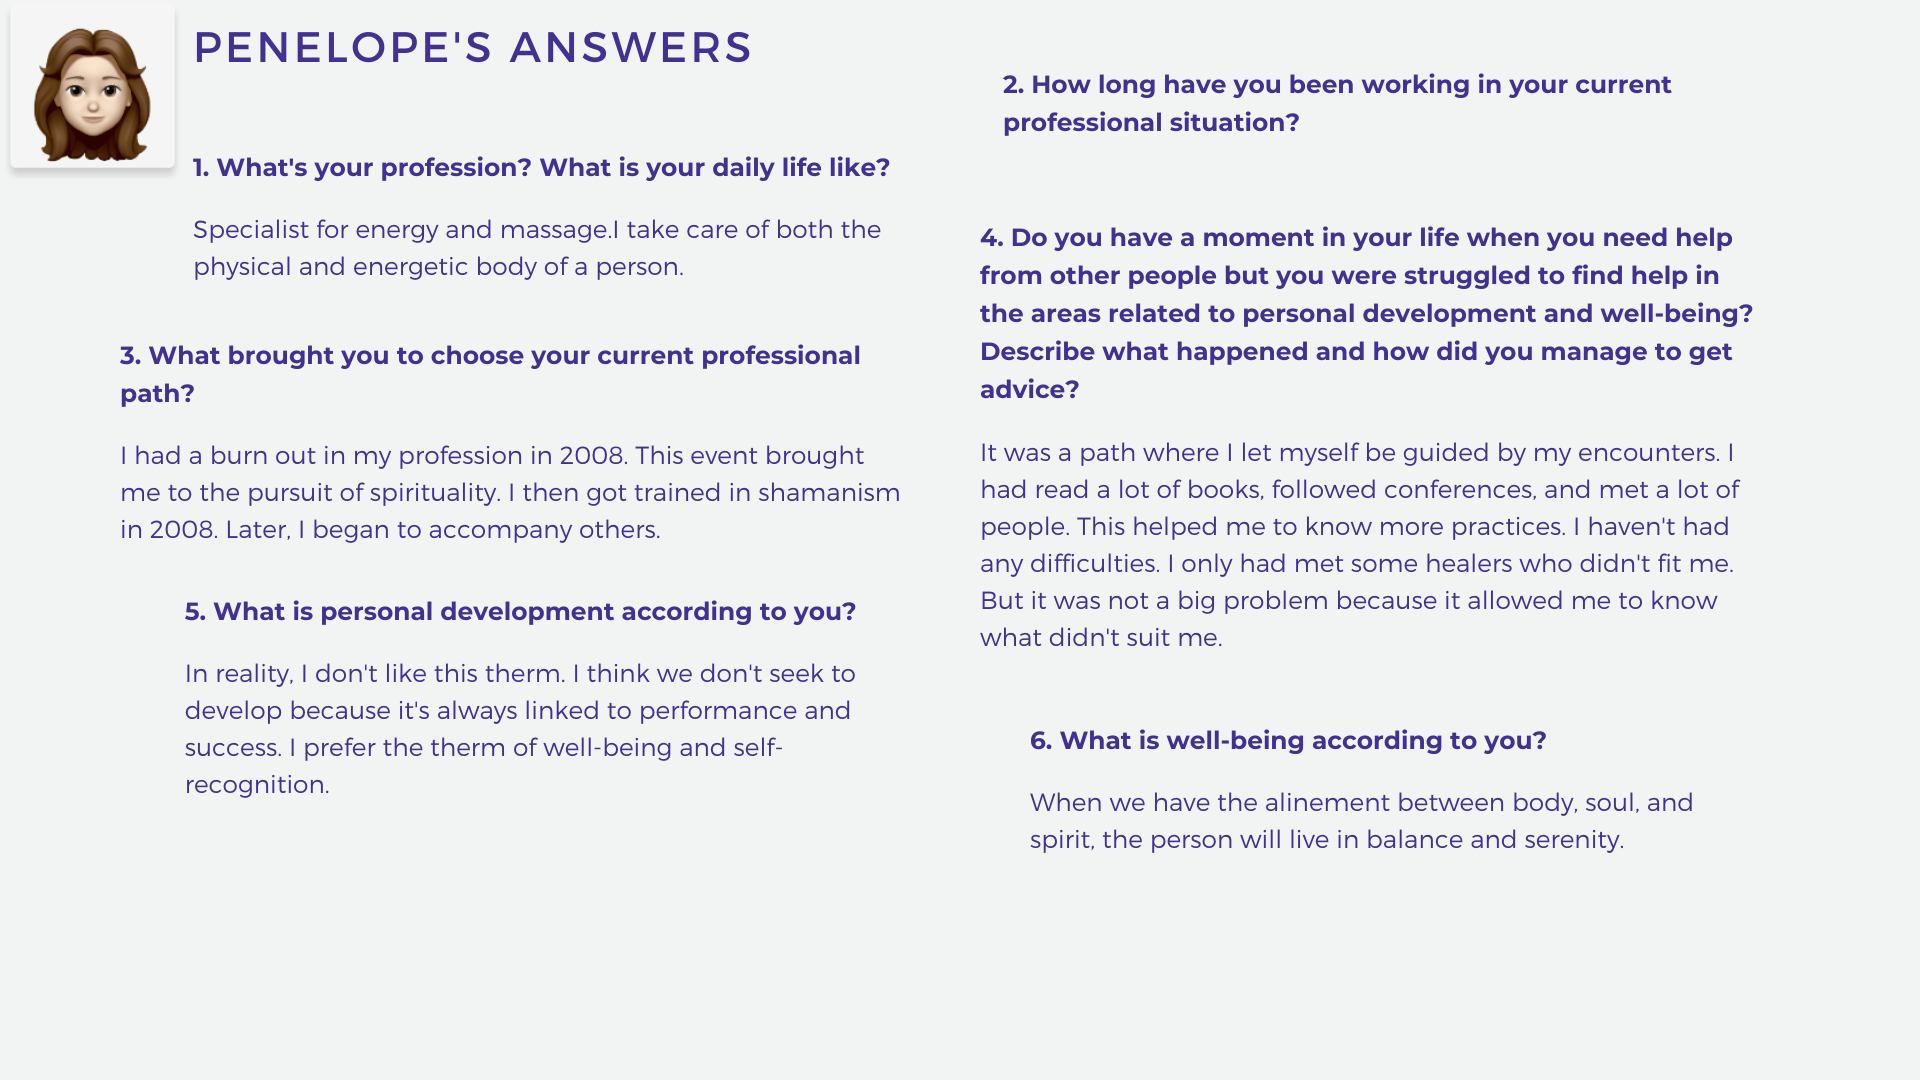 PENELOPE'S ANSWERS
1. What's your profession? What is your daily life like?
Specialist for energy and massage.I take care of both the
physical and energetic body of a person.
2. How long have you been working in your current
professional situation?
3. What brought you to choose your current professional
path?
I had a burn out in my profession in 2008. This event brought
me to the pursuit of spirituality. I then got trained in shamanism
in 2008. Later, I began to accompany others.
4. Do you have a moment in your life when you need help
from other people but you were struggled to find help in
the areas related to personal development and well-being?
Describe what happened and how did you manage to get
advice?
It was a path where I let myself be guided by my encounters. I
had read a lot of books, followed conferences, and met a lot of
people. This helped me to know more practices. I haven't had
any difficulties. I only had met some healers who didn't fit me.
But it was not a big problem because it allowed me to know
what didn't suit me.
5. What is personal development according to you?
In reality, I don't like this therm. I think we don't seek to
develop because it's always linked to performance and
success. I prefer the therm of well-being and self-
recognition.
6. What is well-being according to you?
When we have the alinement between body, soul, and
spirit, the person will live in balance and serenity.